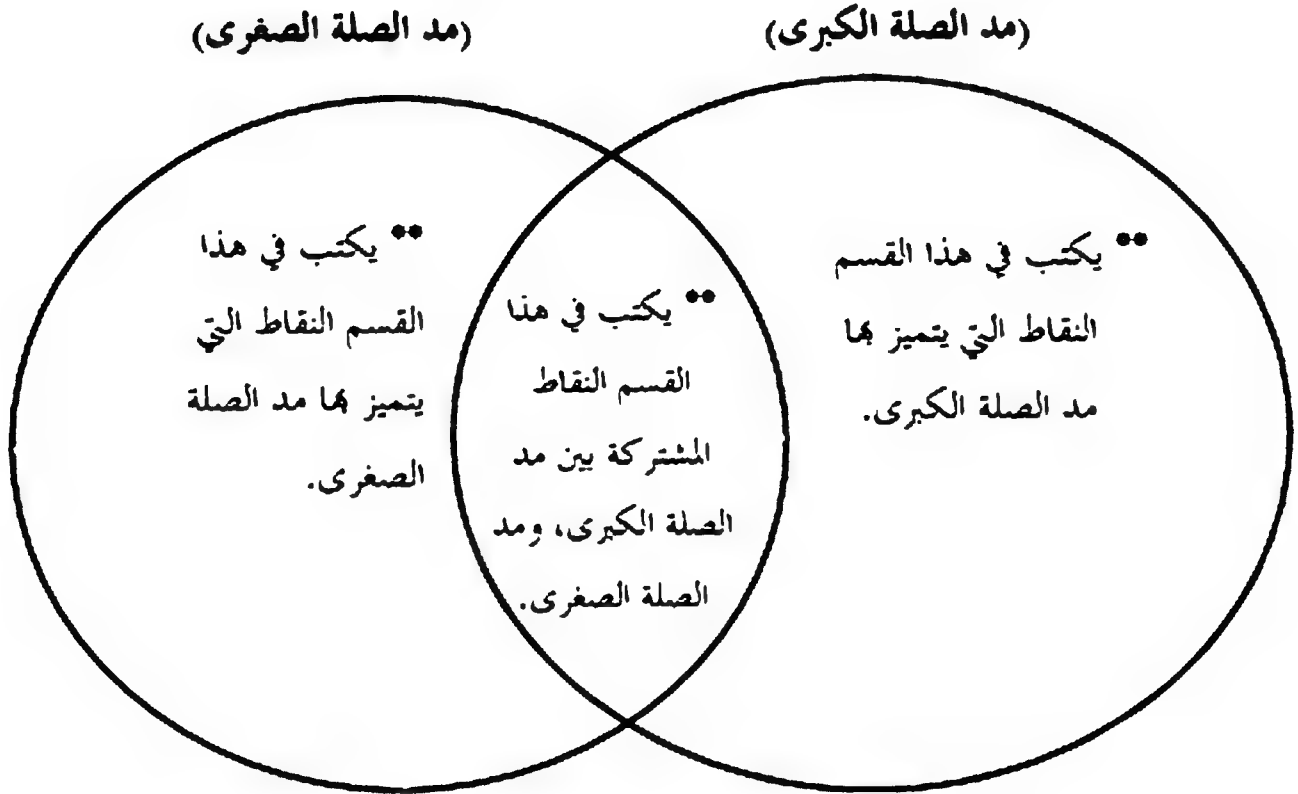 (مد الصلة الكبرى)
(مد الصلة الصغرى)
** يكتب في هذا القسم
النقاط التي يتميز بها
مد الصلة الكبرى.
** يكتب في هذا
القسم النقاط
المشتركة بين مد
الصلة الكبرى، ومد
الصلة الصغرى.
** يكتب في هذا
القسم النقاط التي
يتميز بها مد الصلة
الصغرى.